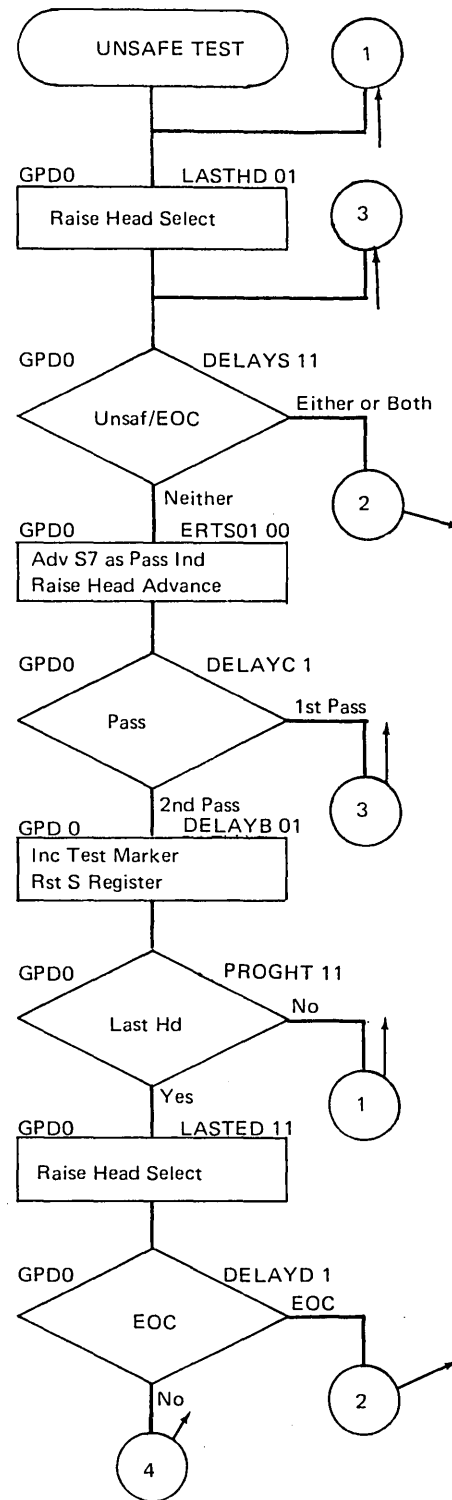 UNSAFE TEST
1
GPD0 LASTHD 01
Raise Head Select
3
GPD0 DELAYS 11
Unsaf/EOC
Either or Both
2
Neither
GPD0 ERTS01 00
Adv S7 as Pass Ind
Raise Head Advance
GPD0 DELAYC 1
Pass
1st Pass
3
2nd Pass
GPD 0 DELAYB 01
Inc Test Marker
Rst S Register
GPD0 PROGHT 11
Last Hd
No
1
Yes
GPD0 LASTED 11
Raise Head Select
GPD0 DELAYD 1
EOC
EOC
2
No
4